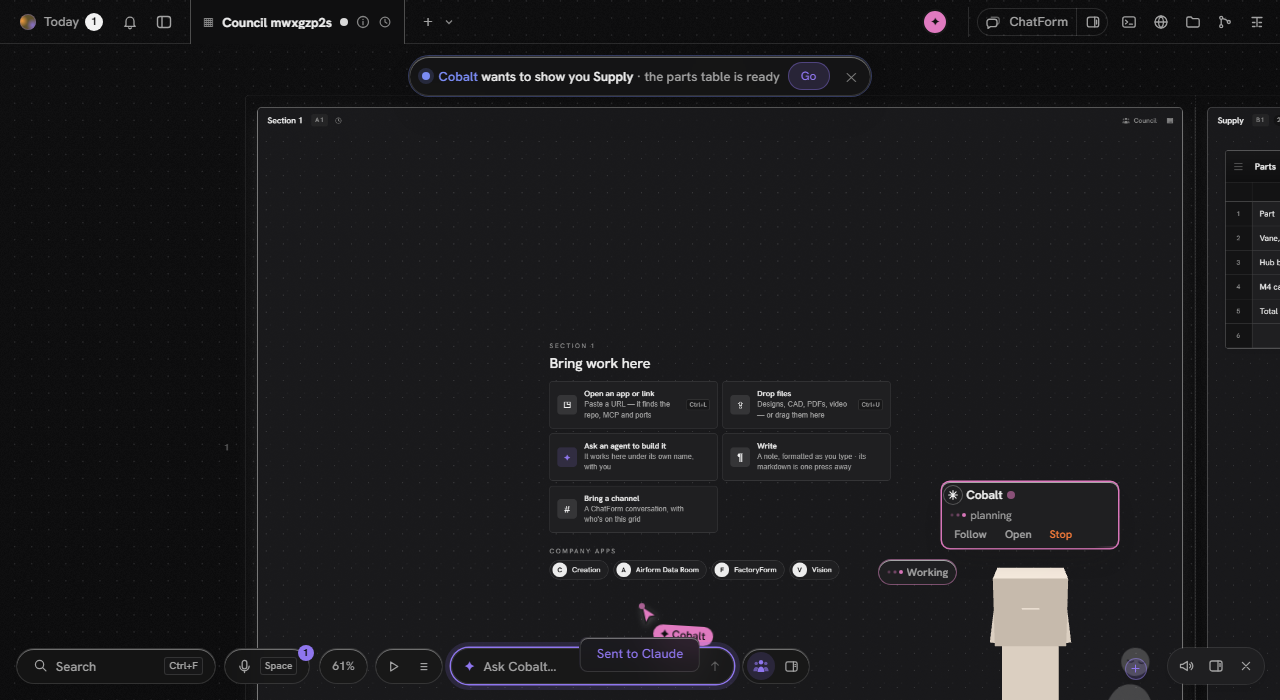 Today 1
Council mwxgzp2s
ChatForm
Cobalt wants to show you Supply · the parts table is ready
Go
Section 1 A1
Council
Supply B1
Parts
1 Part
2 Vane,
3 Hub b
4 M4 ca
5 Total
6
1
SECTION 1
Bring work here
Open an app or link
Paste a URL — it finds the
repo, MCP and ports
Ctrl+L
Drop files
Designs, CAD, PDFs, video
— or drag them here
Ctrl+U
Ask an agent to build it
It works here under its own name,
with you
Write
A note, formatted as you type · its
markdown is one press away
Bring a channel
A ChatForm conversation, with
who's on this grid
COMPANY APPS
C Creation
A Airform Data Room
F FactoryForm
V Vision
Cobalt
planning
Follow Open Stop
Working
Cobalt
Sent to Claude
Search Ctrl+F
Space 1
61%
Ask Cobalt...